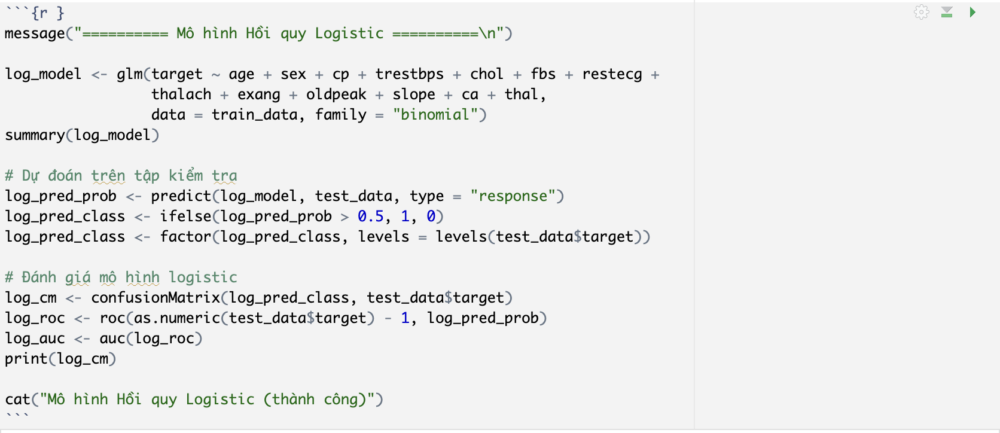 ```{r }
message("========== Mô hình Hồi quy Logistic ==========\n")
log_model <- glm(target ~ age + sex + cp + trestbps + chol + fbs + restecg +
thalach + exang + oldpeak + slope + ca + thal,
data = train_data, family = "binomial")
summary(log_model)
# Dự đoán trên tập kiểm tra
log_pred_prob <- predict(log_model, test_data, type = "response")
log_pred_class <- ifelse(log_pred_prob > 0.5, 1, 0)
log_pred_class <- factor(log_pred_class, levels = levels(test_data$target))
# Đánh giá mô hình logistic
log_cm <- confusionMatrix(log_pred_class, test_data$target)
log_roc <- roc(as.numeric(test_data$target) - 1, log_pred_prob)
log_auc <- auc(log_roc)
print(log_cm)
cat("Mô hình Hồi quy Logistic (thành công)")
```